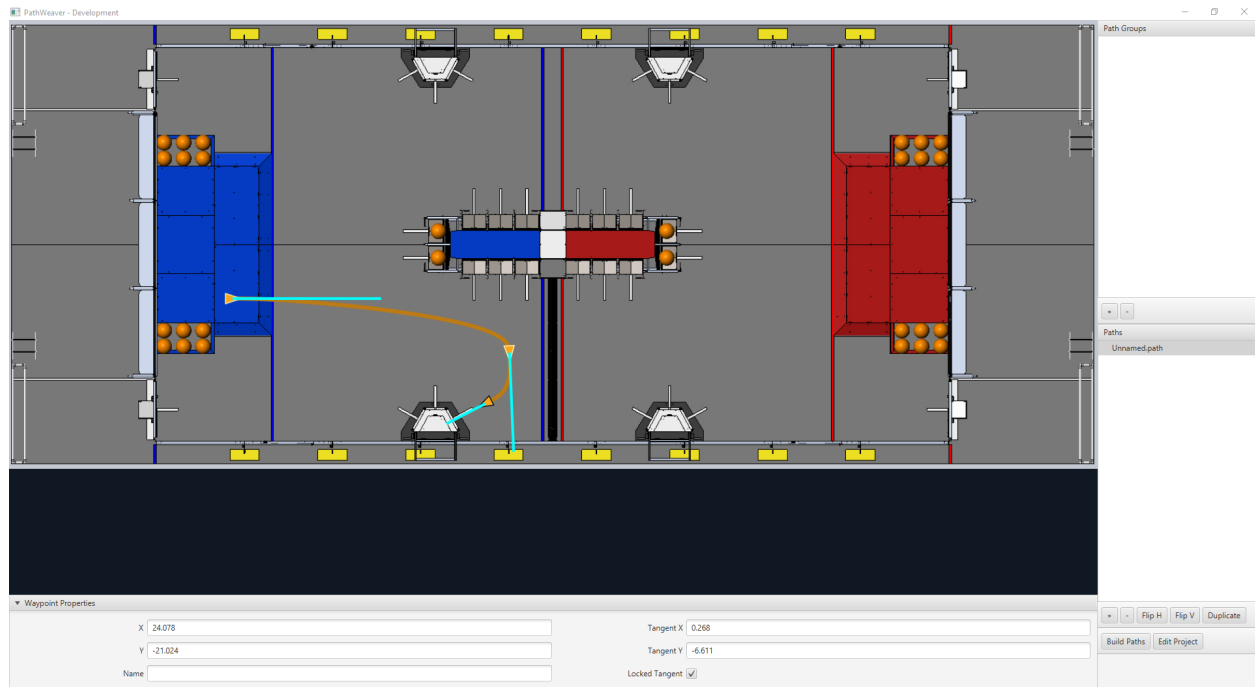 PathWeaver - Development
Path Groups
+ -
Paths
Unnamed.path
▼ Waypoint Properties
X 24.078 Tangent X 0.268
Y -21.024 Tangent Y -6.611
Name Locked Tangent
+ - Flip H Flip V Duplicate
Build Paths Edit Project